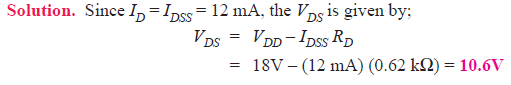 Solution. Since I_D = I_DSS = 12 mA, the V_DS is given by;
V_DS = V_DD – I_DSS R_D
= 18V – (12 mA) (0.62 kΩ) = 10.6V